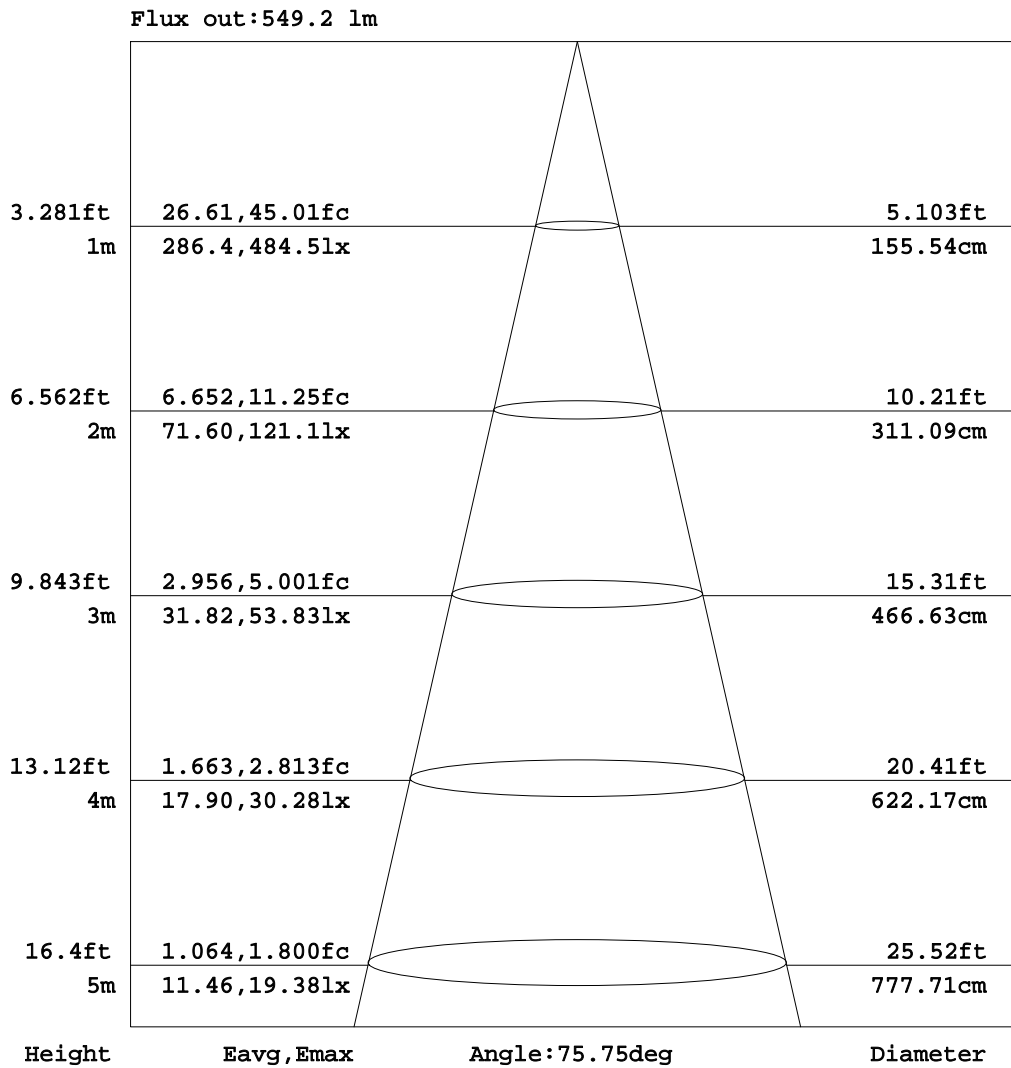 Flux out:549.2 lm
3.281ft 26.61,45.01fc 5.103ft
1m 286.4,484.5lx 155.54cm
6.562ft 6.652,11.25fc 10.21ft
2m 71.60,121.1lx 311.09cm
9.843ft 2.956,5.001fc 15.31ft
3m 31.82,53.83lx 466.63cm
13.12ft 1.663,2.813fc 20.41ft
4m 17.90,30.28lx 622.17cm
16.4ft 1.064,1.800fc 25.52ft
5m 11.46,19.38lx 777.71cm
Height Eavg,Emax Angle:75.75deg Diameter